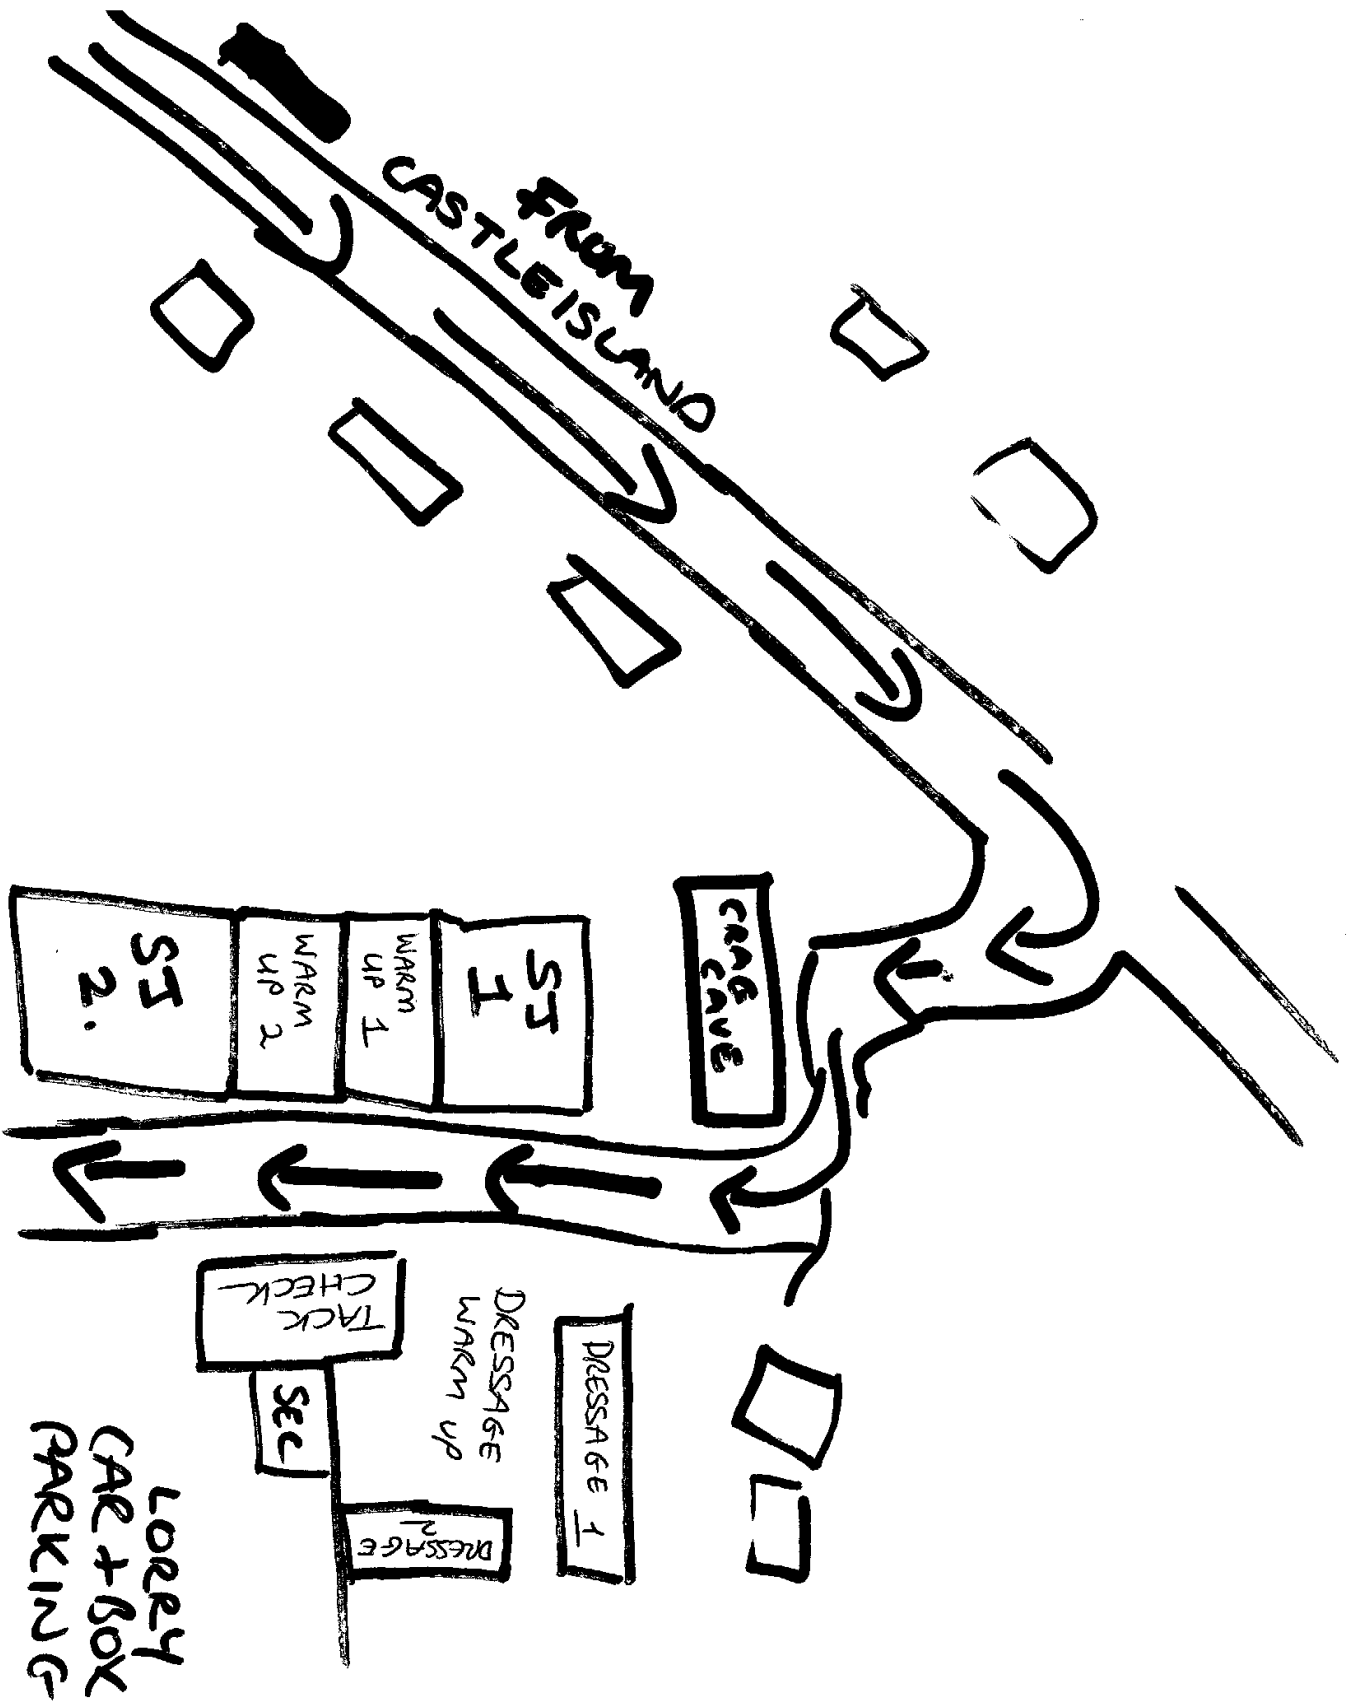 FROM
CASTLEISLAND
CRAG
CAVE
SJ
1
WARM
UP 1
WARM
UP 2
SJ
2.
DRESSAGE 1
DRESSAGE
WARM UP
DRESSAGE
2
TACK
CHECK
SEC
LORRY
CAR + BOX
PARKING